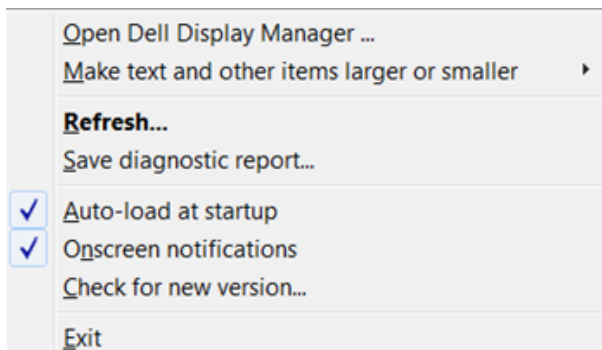 Open Dell Display Manager ...
Make text and other items larger or smaller
Refresh...
Save diagnostic report...
Auto-load at startup
Onscreen notifications
Check for new version...
Exit